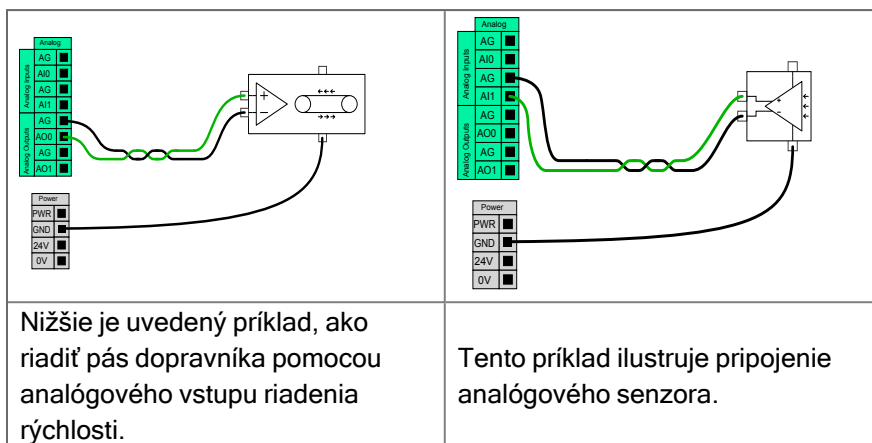 Analog
AG
AI0
AG
AI1
AG
AO0
AG
AO1
Analog Inputs
Analog Outputs
Power
PWR
GND
24V
0V
+
−
←←←
→→→
Analog
AG
AI0
AG
AI1
AG
AO0
AG
AO1
Analog Inputs
Analog Outputs
Power
PWR
GND
24V
0V
+
−
Nižšie je uvedený príklad, ako
riadiť pás dopravníka pomocou
analógového vstupu riadenia
rýchlosti.
Tento príklad ilustruje pripojenie
analógového senzora.